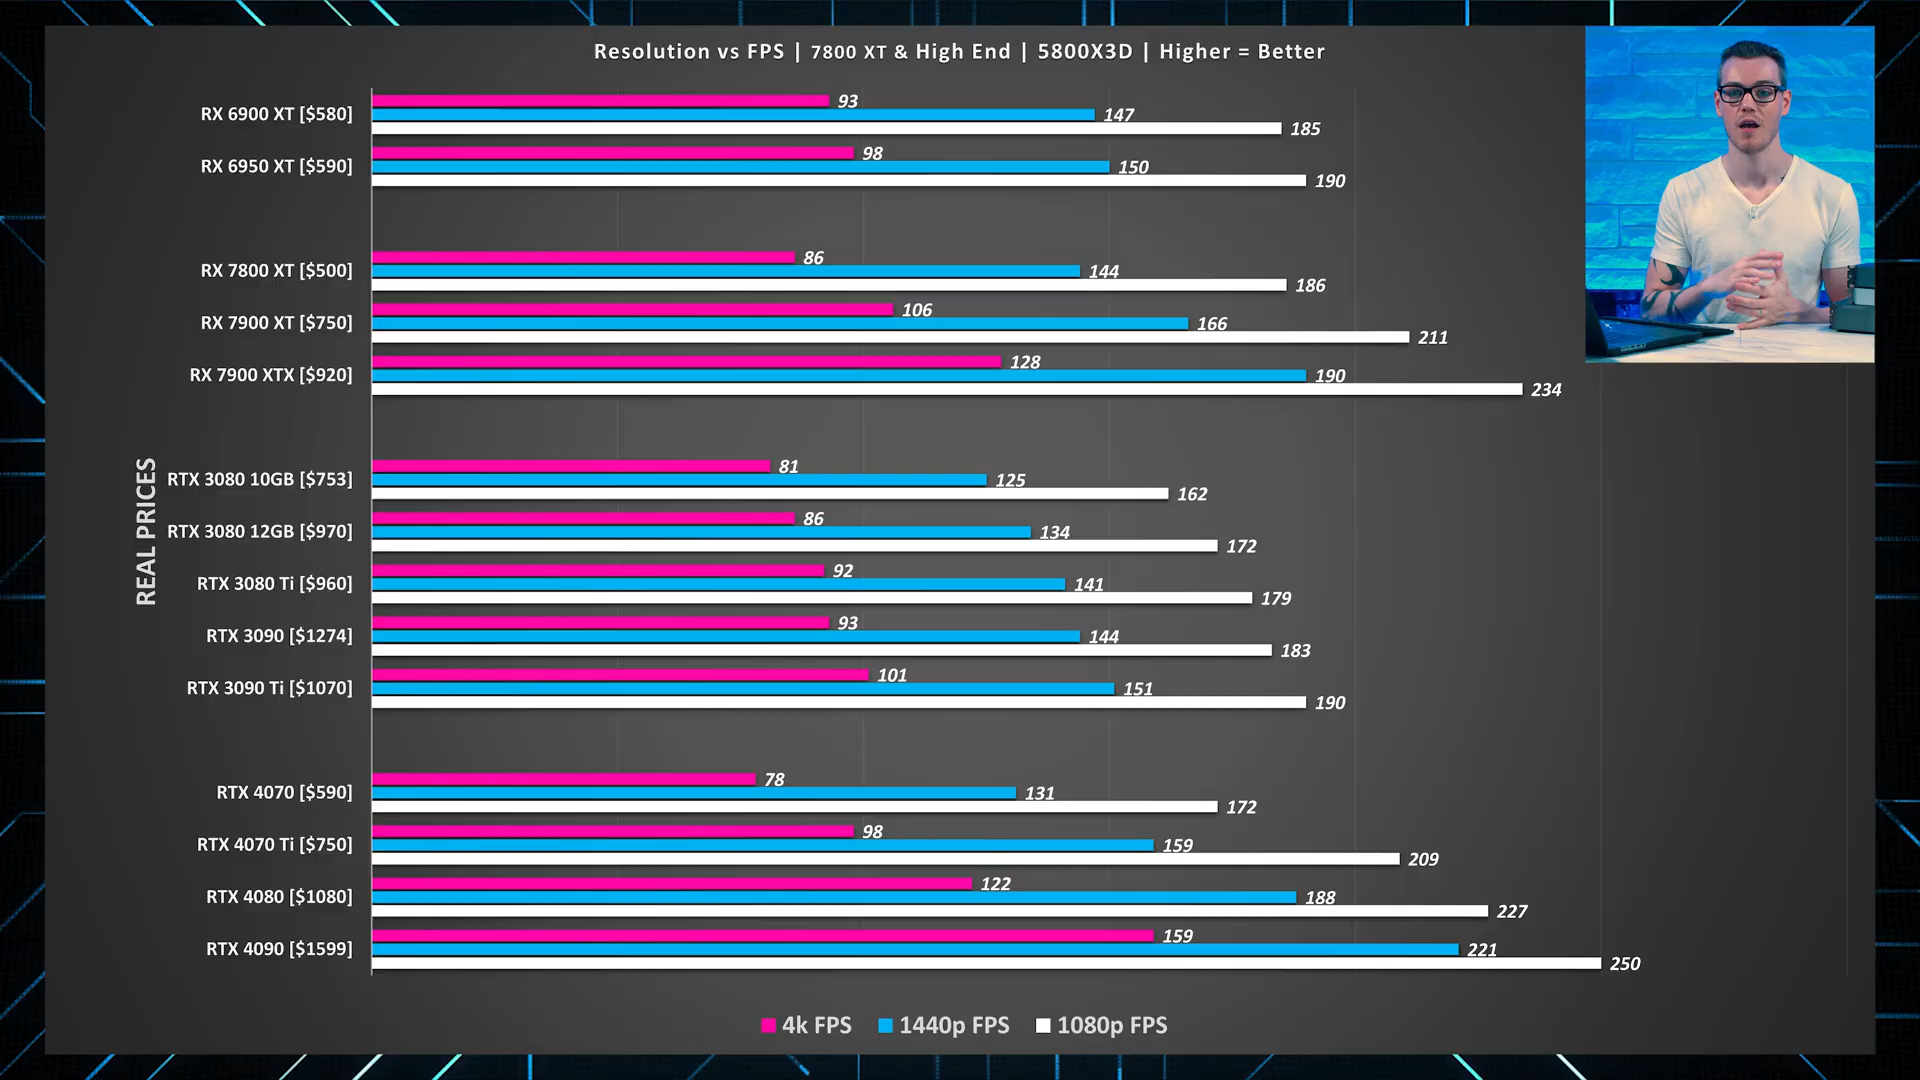 Resolution vs FPS | 7800 XT & High End | 5800X3D | Higher = Better
REAL PRICES
RX 6900 XT [$580]
93
147
185
RX 6950 XT [$590]
98
150
190
RX 7800 XT [$500]
86
144
186
RX 7900 XT [$750]
106
166
211
RX 7900 XTX [$920]
128
190
234
RTX 3080 10GB [$753]
81
125
162
RTX 3080 12GB [$970]
86
134
172
RTX 3080 Ti [$960]
92
141
179
RTX 3090 [$1274]
93
144
183
RTX 3090 Ti [$1070]
101
151
190
RTX 4070 [$590]
78
131
172
RTX 4070 Ti [$750]
98
159
209
RTX 4080 [$1080]
122
188
227
RTX 4090 [$1599]
159
221
250
4k FPS
1440p FPS
1080p FPS